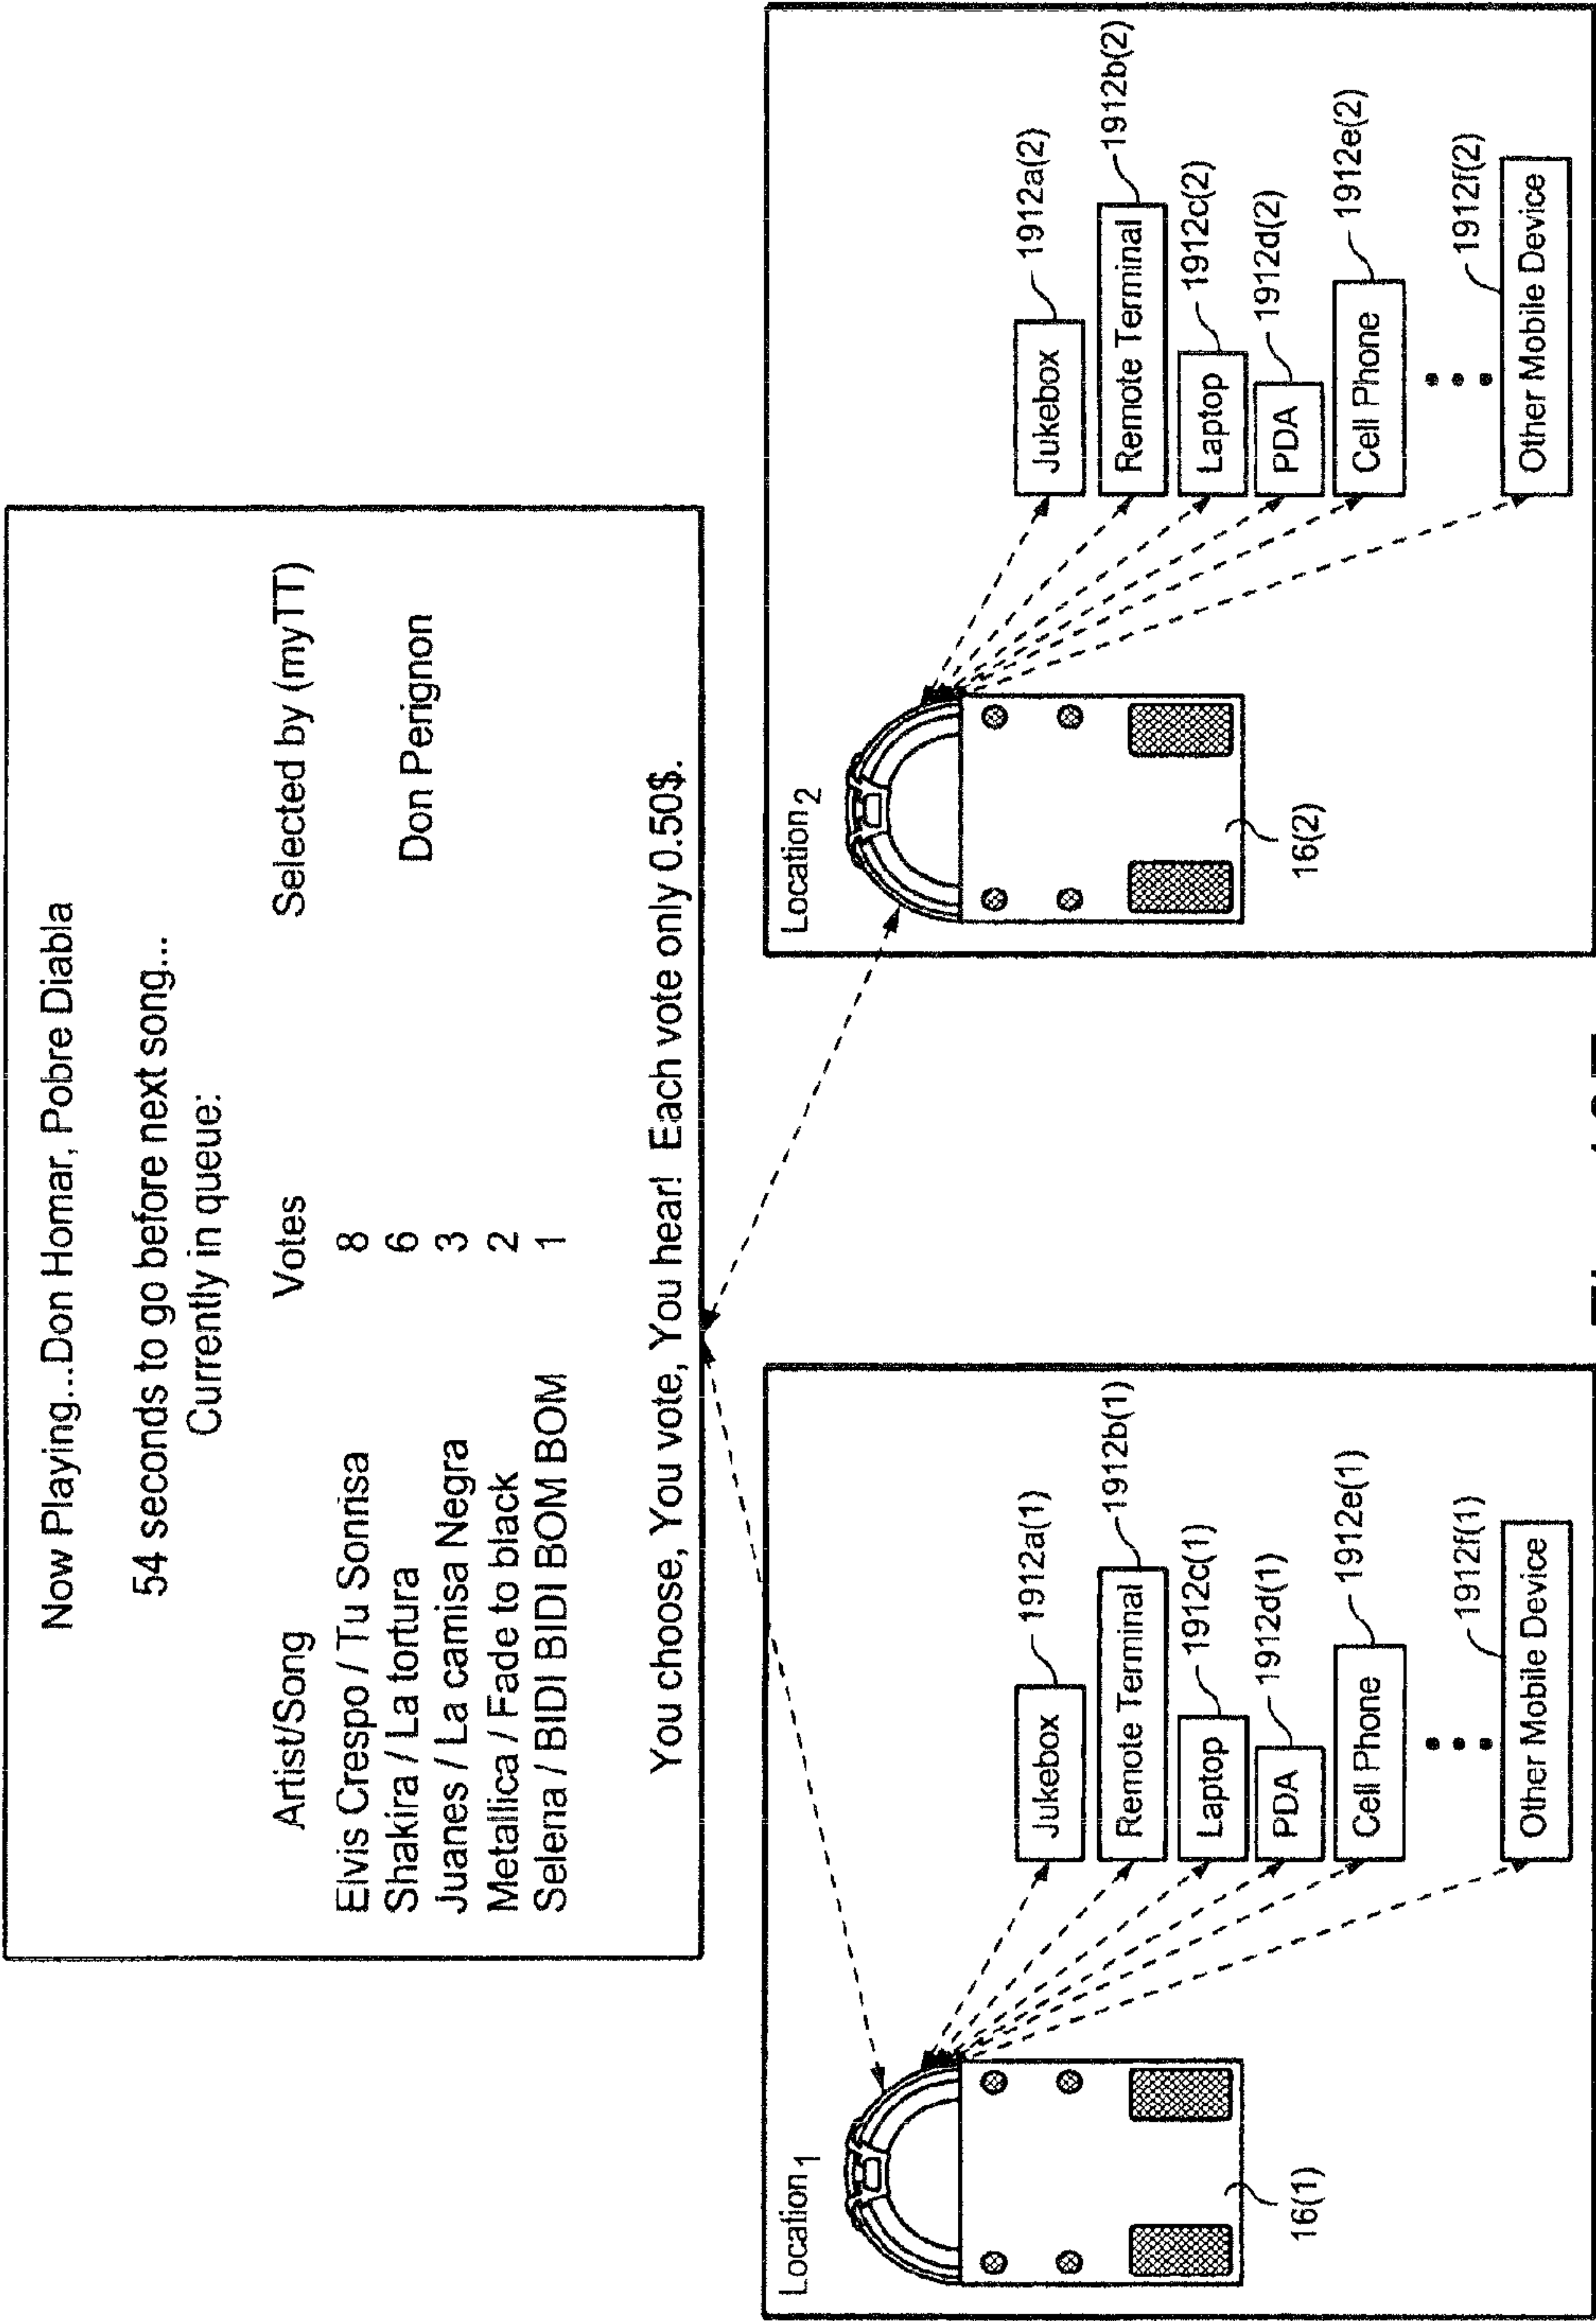 Now Playing...Don Homar, Pobre Diabla
54 seconds to go before next song...
Currently in queue:
Artist/Song Votes Selected by (myTT)
Elvis Crespo / Tu Sonrisa 8
Shakira / La tortura 6 Don Perignon
Juanes / La camisa Negra 3
Metallica / Fade to black 2
Selena / BIDI BIDI BOM BOM 1
You choose, You vote, You hear! Each vote only 0.50$.
Location1
Jukebox 1912a(1)
Remote Terminal 1912b(1)
Laptop 1912c(1)
PDA 1912d(1)
Cell Phone 1912e(1)
Other Mobile Device 1912f(1)
16(1)
Location2
Jukebox 1912a(2)
Remote Terminal 1912b(2)
Laptop 1912c(2)
PDA 1912d(2)
Cell Phone 1912e(2)
Other Mobile Device 1912f(2)
16(2)